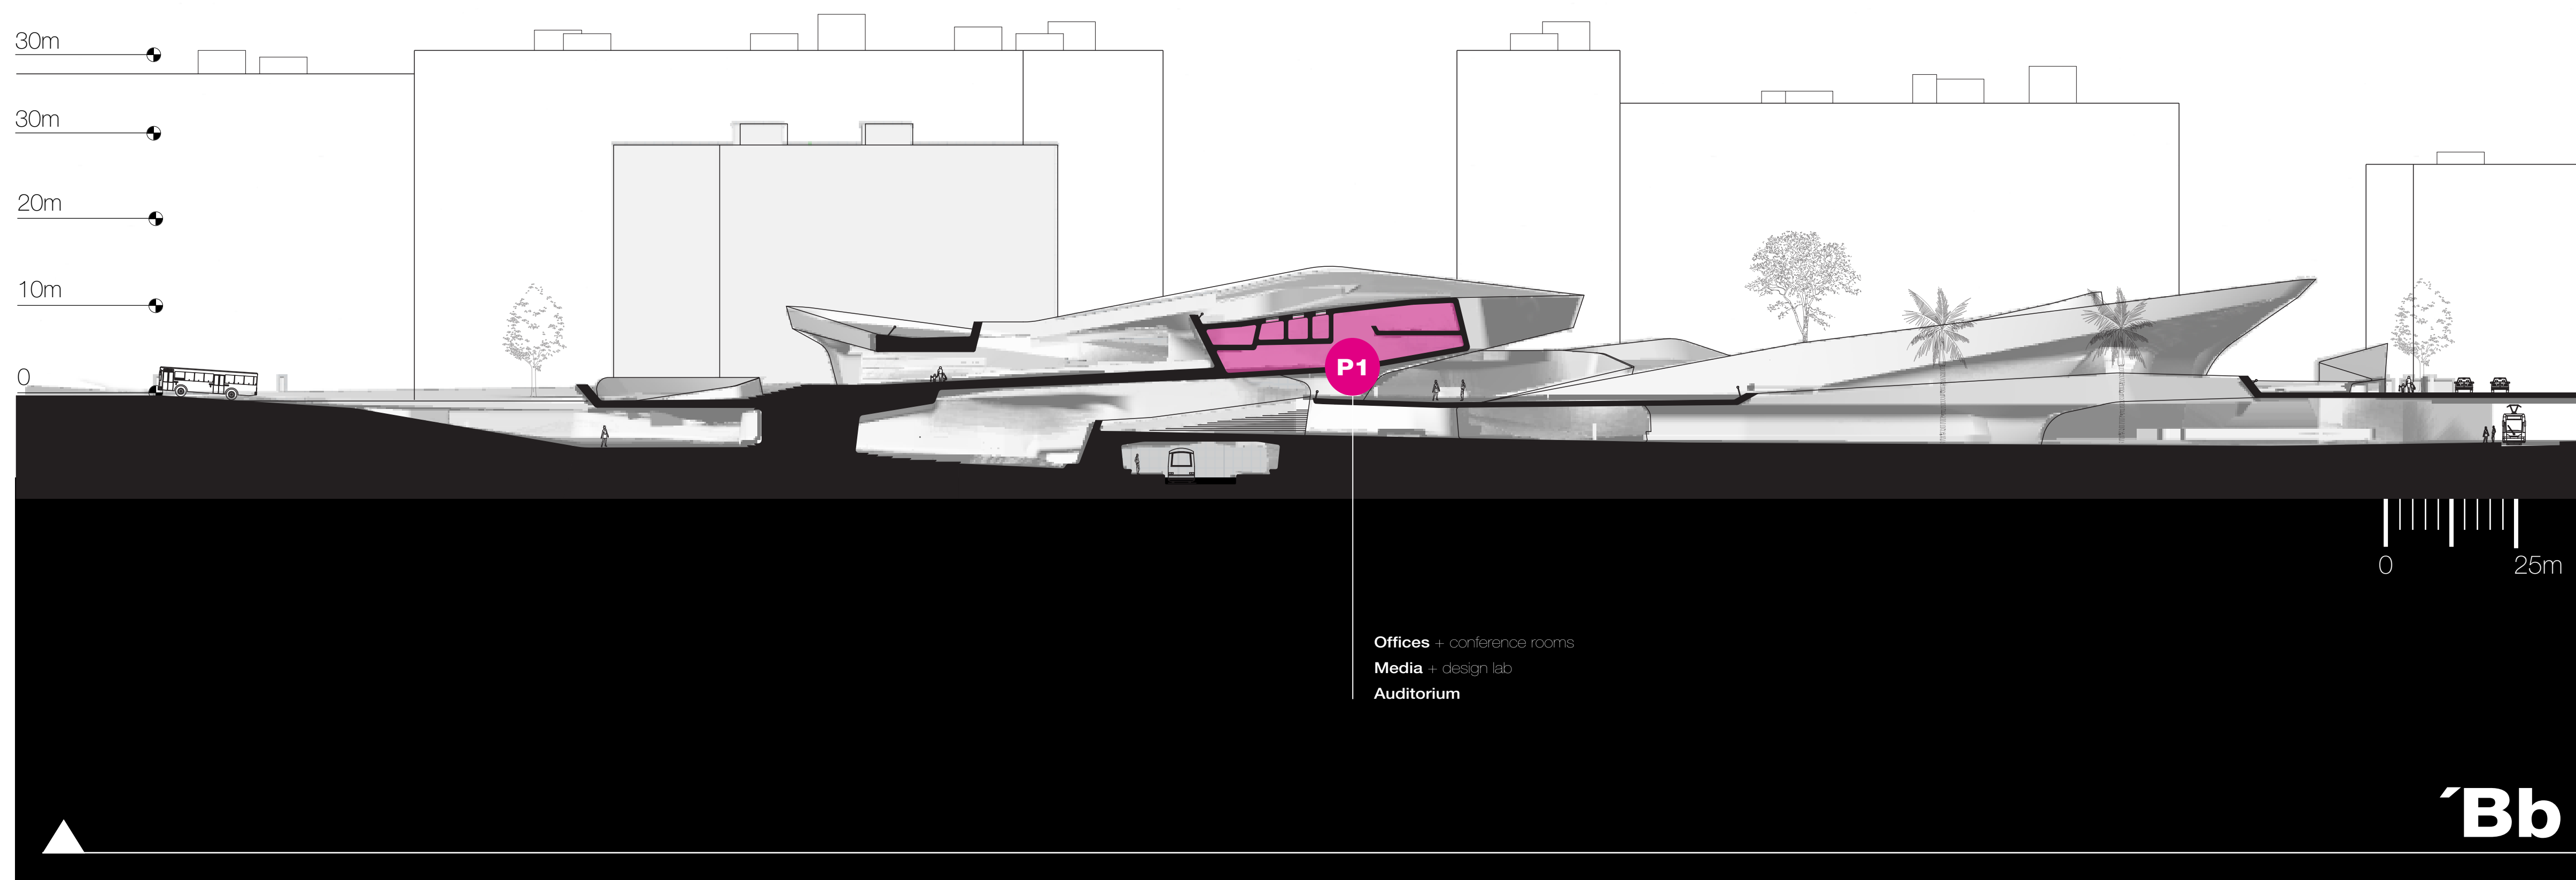 30m
30m
20m
10m
0
P1
0 25m
Offices + conference rooms
Media + design lab
Auditorium
´Bb